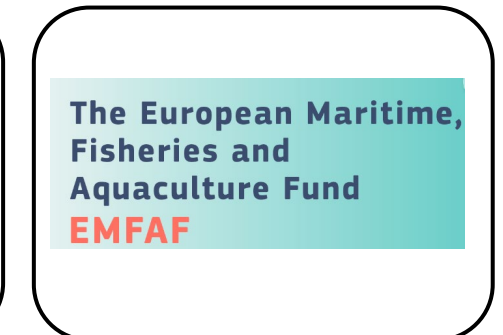 The European Maritime,
Fisheries and
Aquaculture Fund
EMFAF